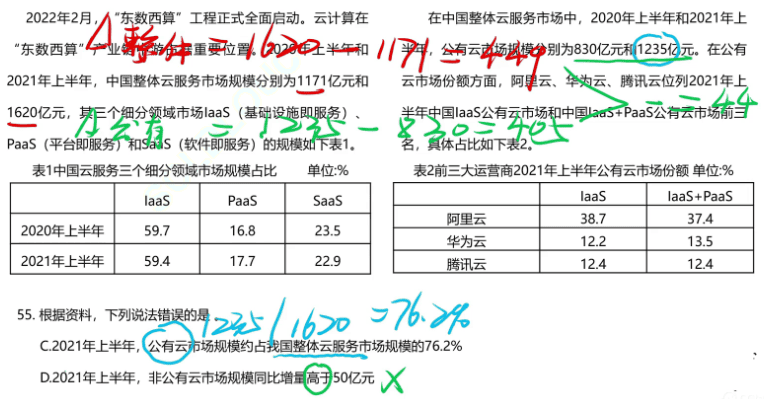 2022年2月，“东数西算”工程正式全面启动。云计算在
“东数西算”产业链中游占据重要位置。2020年上半年和
2021年上半年，中国整体云服务市场规模分别为1171亿元和
1620亿元，其三个细分领域市场IaaS（基础设施即服务）、
PaaS（平台即服务）和SaaS（软件即服务）的规模如下表1。
△整体=1620-1171=449
△公有=1235-830=405
表1中国云服务三个细分领域市场规模占比 单位:%
IaaS PaaS SaaS
2020年上半年 59.7 16.8 23.5
2021年上半年 59.4 17.7 22.9
在中国整体云服务市场中，2020年上半年和2021年上
半年，公有云市场规模分别为830亿元和1235亿元。在公有
云市场份额方面，阿里云、华为云、腾讯云位列2021年上
半年中国IaaS公有云市场和中国IaaS+PaaS公有云市场前三
名，具体占比如下表2。
-=44
表2前三大运营商2021年上半年公有云市场份额 单位:%
IaaS IaaS+PaaS
阿里云 38.7 37.4
华为云 12.2 13.5
腾讯云 12.4 12.4
55. 根据资料，下列说法错误的是
1235/1620=76.2%
C.2021年上半年，公有云市场规模约占我国整体云服务市场规模的76.2%
D.2021年上半年，非公有云市场规模同比增量高于50亿元 X